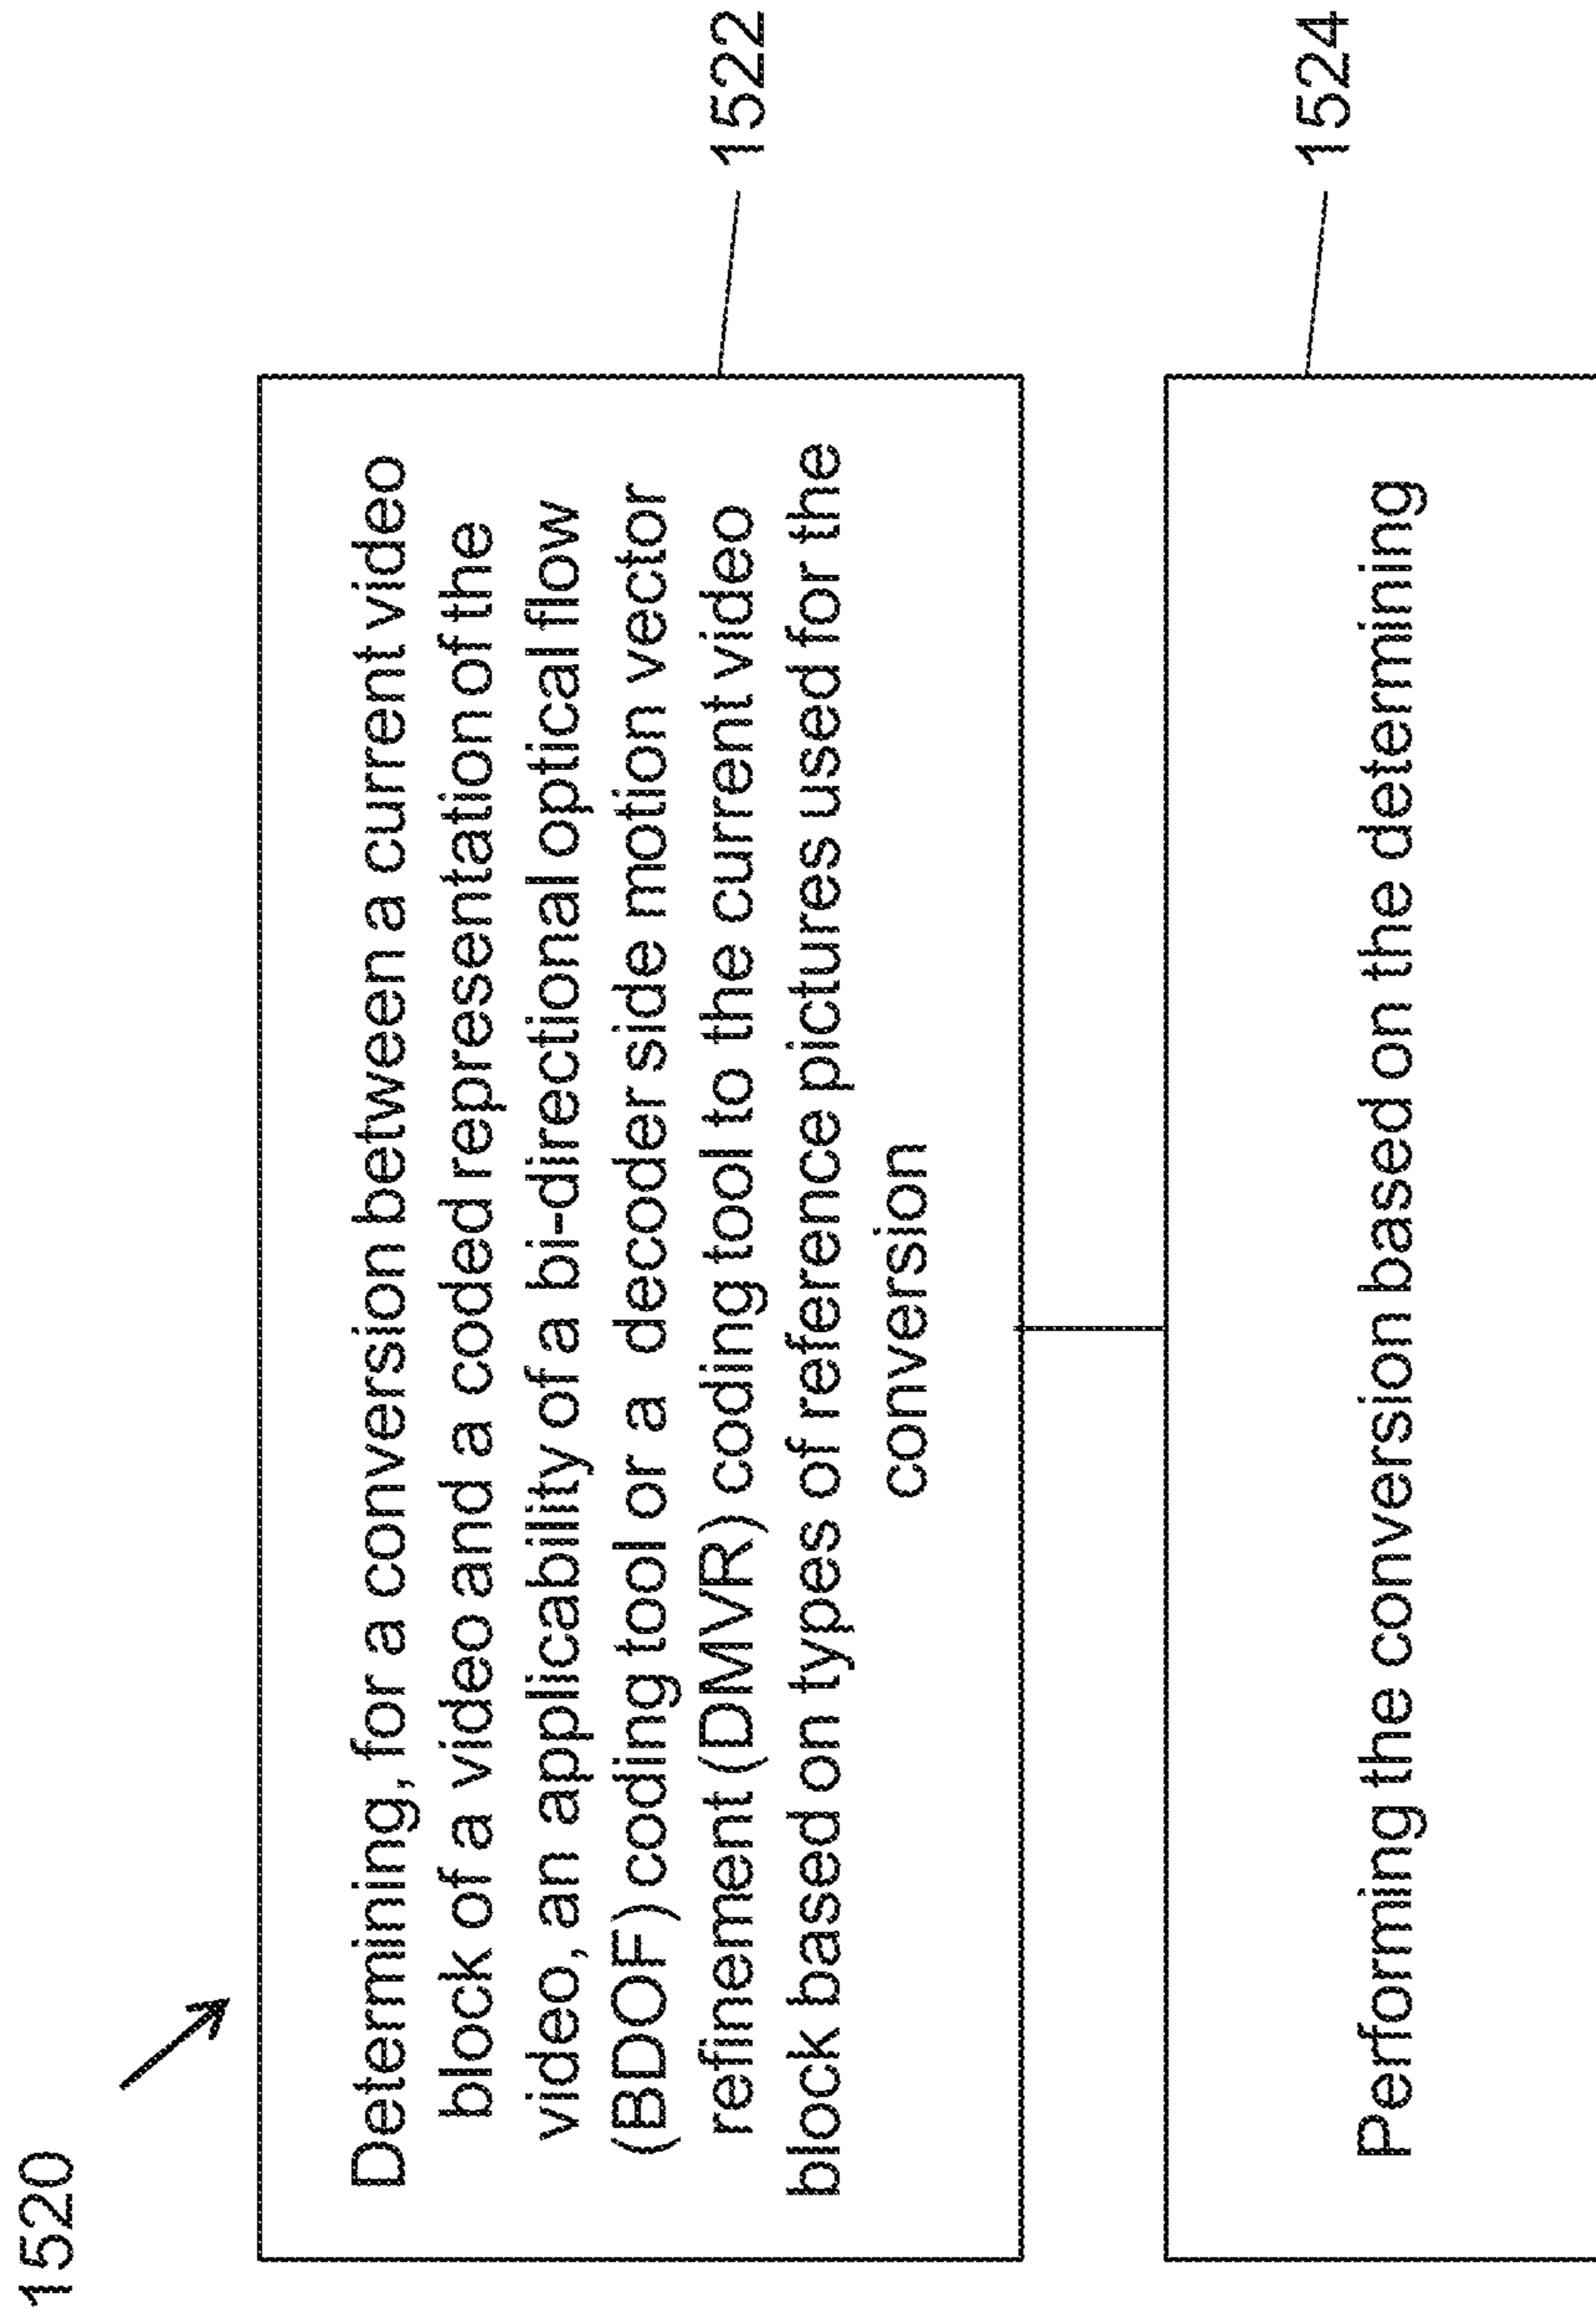 1520
Determining, for a conversion between a current video
block of a video and a coded representation of the
video, an applicability of a bi-directional optical flow
(BDOF) coding tool or a decoder side motion vector
refinement (DMVR) coding tool to the current video
block based on types of reference pictures used for the
conversion
1522
Performing the conversion based on the determining
1524